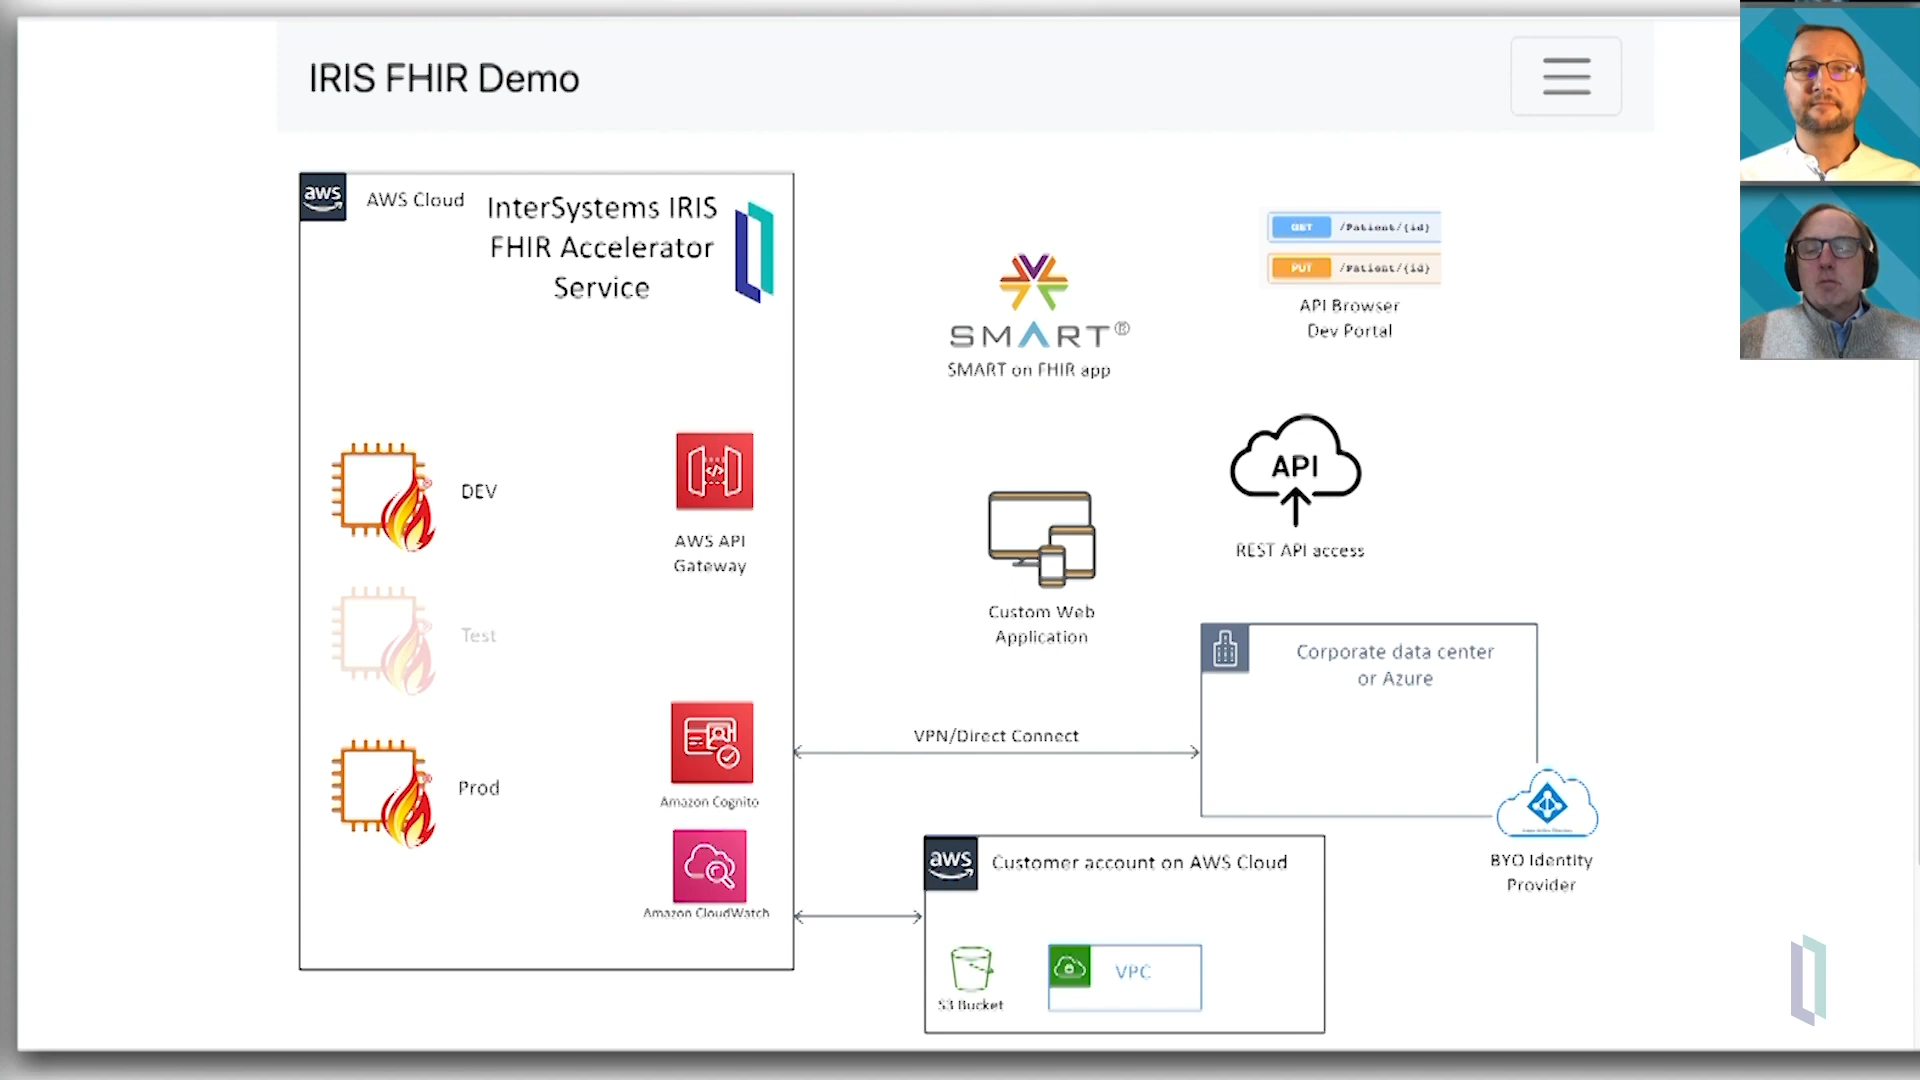 IRIS FHIR Demo
aws
AWS Cloud
InterSystems IRIS
FHIR Accelerator
Service
DEV
Test
Prod
AWS API
Gateway
Amazon Cognito
Amazon CloudWatch
SMART®
SMART on FHIR app
GET /Patient/{id}
PUT /Patient/{id}
API Browser
Dev Portal
API
REST API access
Custom Web
Application
VPN/Direct Connect
Corporate data center
or Azure
BYO Identity
Provider
aws
Customer account on AWS Cloud
S3 Bucket
VPC